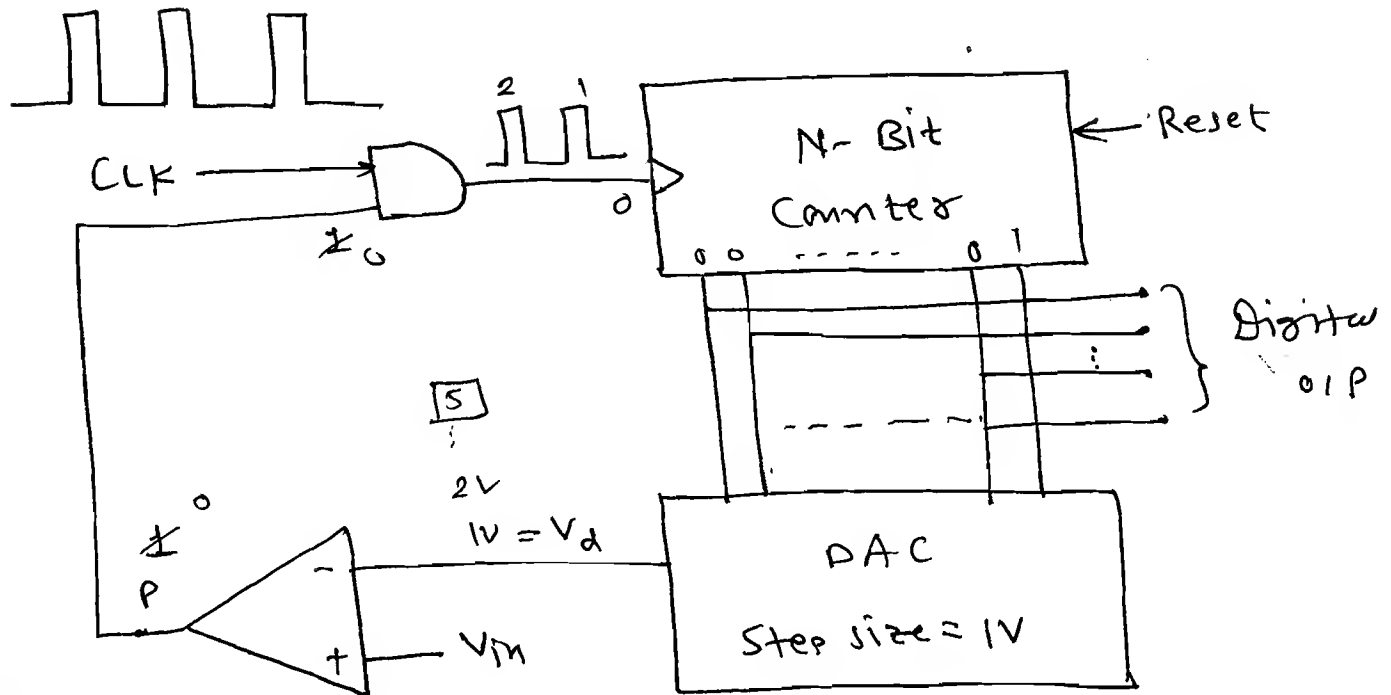 2 1
N- Bit
Counter
Reset
CLK
0
1 0
0 0 ----- 0 1
Digital
O/P
5
2V
1V = Vd
1 0
P
-
+ Vin
DAC
Step size = 1V